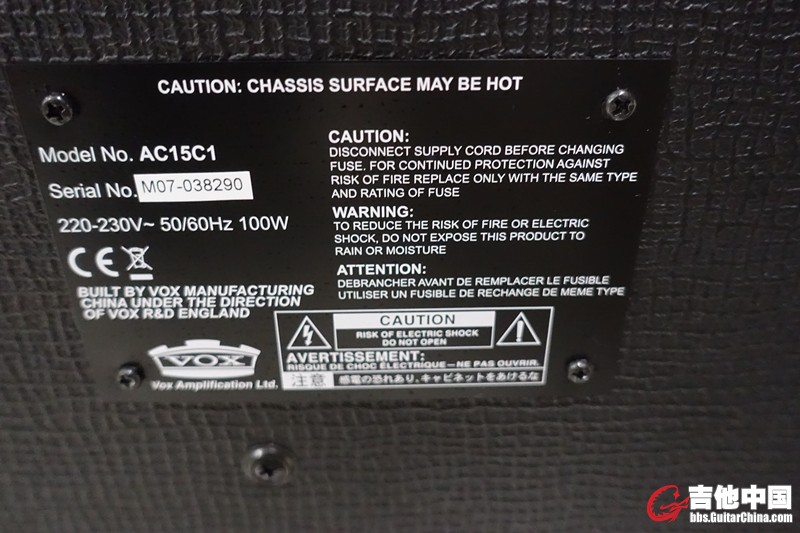 CAUTION: CHASSIS SURFACE MAY BE HOT
Model No. AC15C1
Serial No. M07-038290
220-230V~ 50/60Hz 100W
CE
BUILT BY VOX MANUFACTURING
CHINA UNDER THE DIRECTION
OF VOX R&D ENGLAND
VOX
Vox Amplification Ltd.
CAUTION:
DISCONNECT SUPPLY CORD BEFORE CHANGING
FUSE. FOR CONTINUED PROTECTION AGAINST
RISK OF FIRE REPLACE ONLY WITH THE SAME TYPE
AND RATING OF FUSE
WARNING:
TO REDUCE THE RISK OF FIRE OR ELECTRIC
SHOCK, DO NOT EXPOSE THIS PRODUCT TO
RAIN OR MOISTURE
ATTENTION:
DEBRANCHER AVANT DE REMPLACER LE FUSIBLE
UTILISER UN FUSIBLE DE RECHANGE DE MEME TYPE
CAUTION
RISK OF ELECTRIC SHOCK
DO NOT OPEN
AVERTISSEMENT:
RISQUE DE CHOC ÉLECTRIQUE—NE PAS OUVRIR.
注意 感電の恐れあり、キャビネットをあけるな
吉他中国
bbs.GuitarChina.com